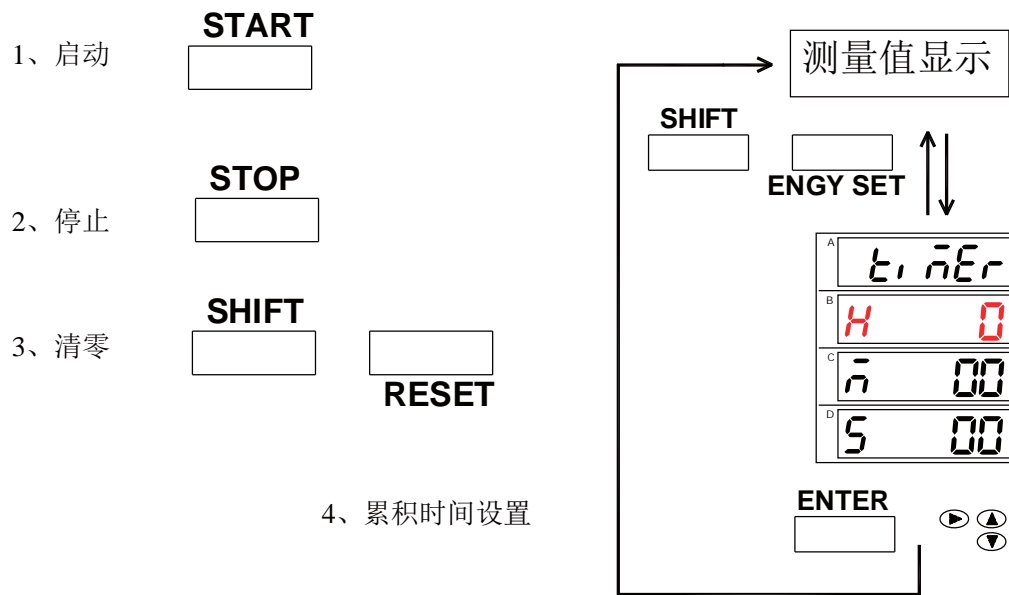 START
1、启动
STOP
2、停止
SHIFT
3、清零
RESET
4、累积时间设置
测量值显示
SHIFT
ENGY SET
A timEr
B H 0
C m 00
D S 00
ENTER